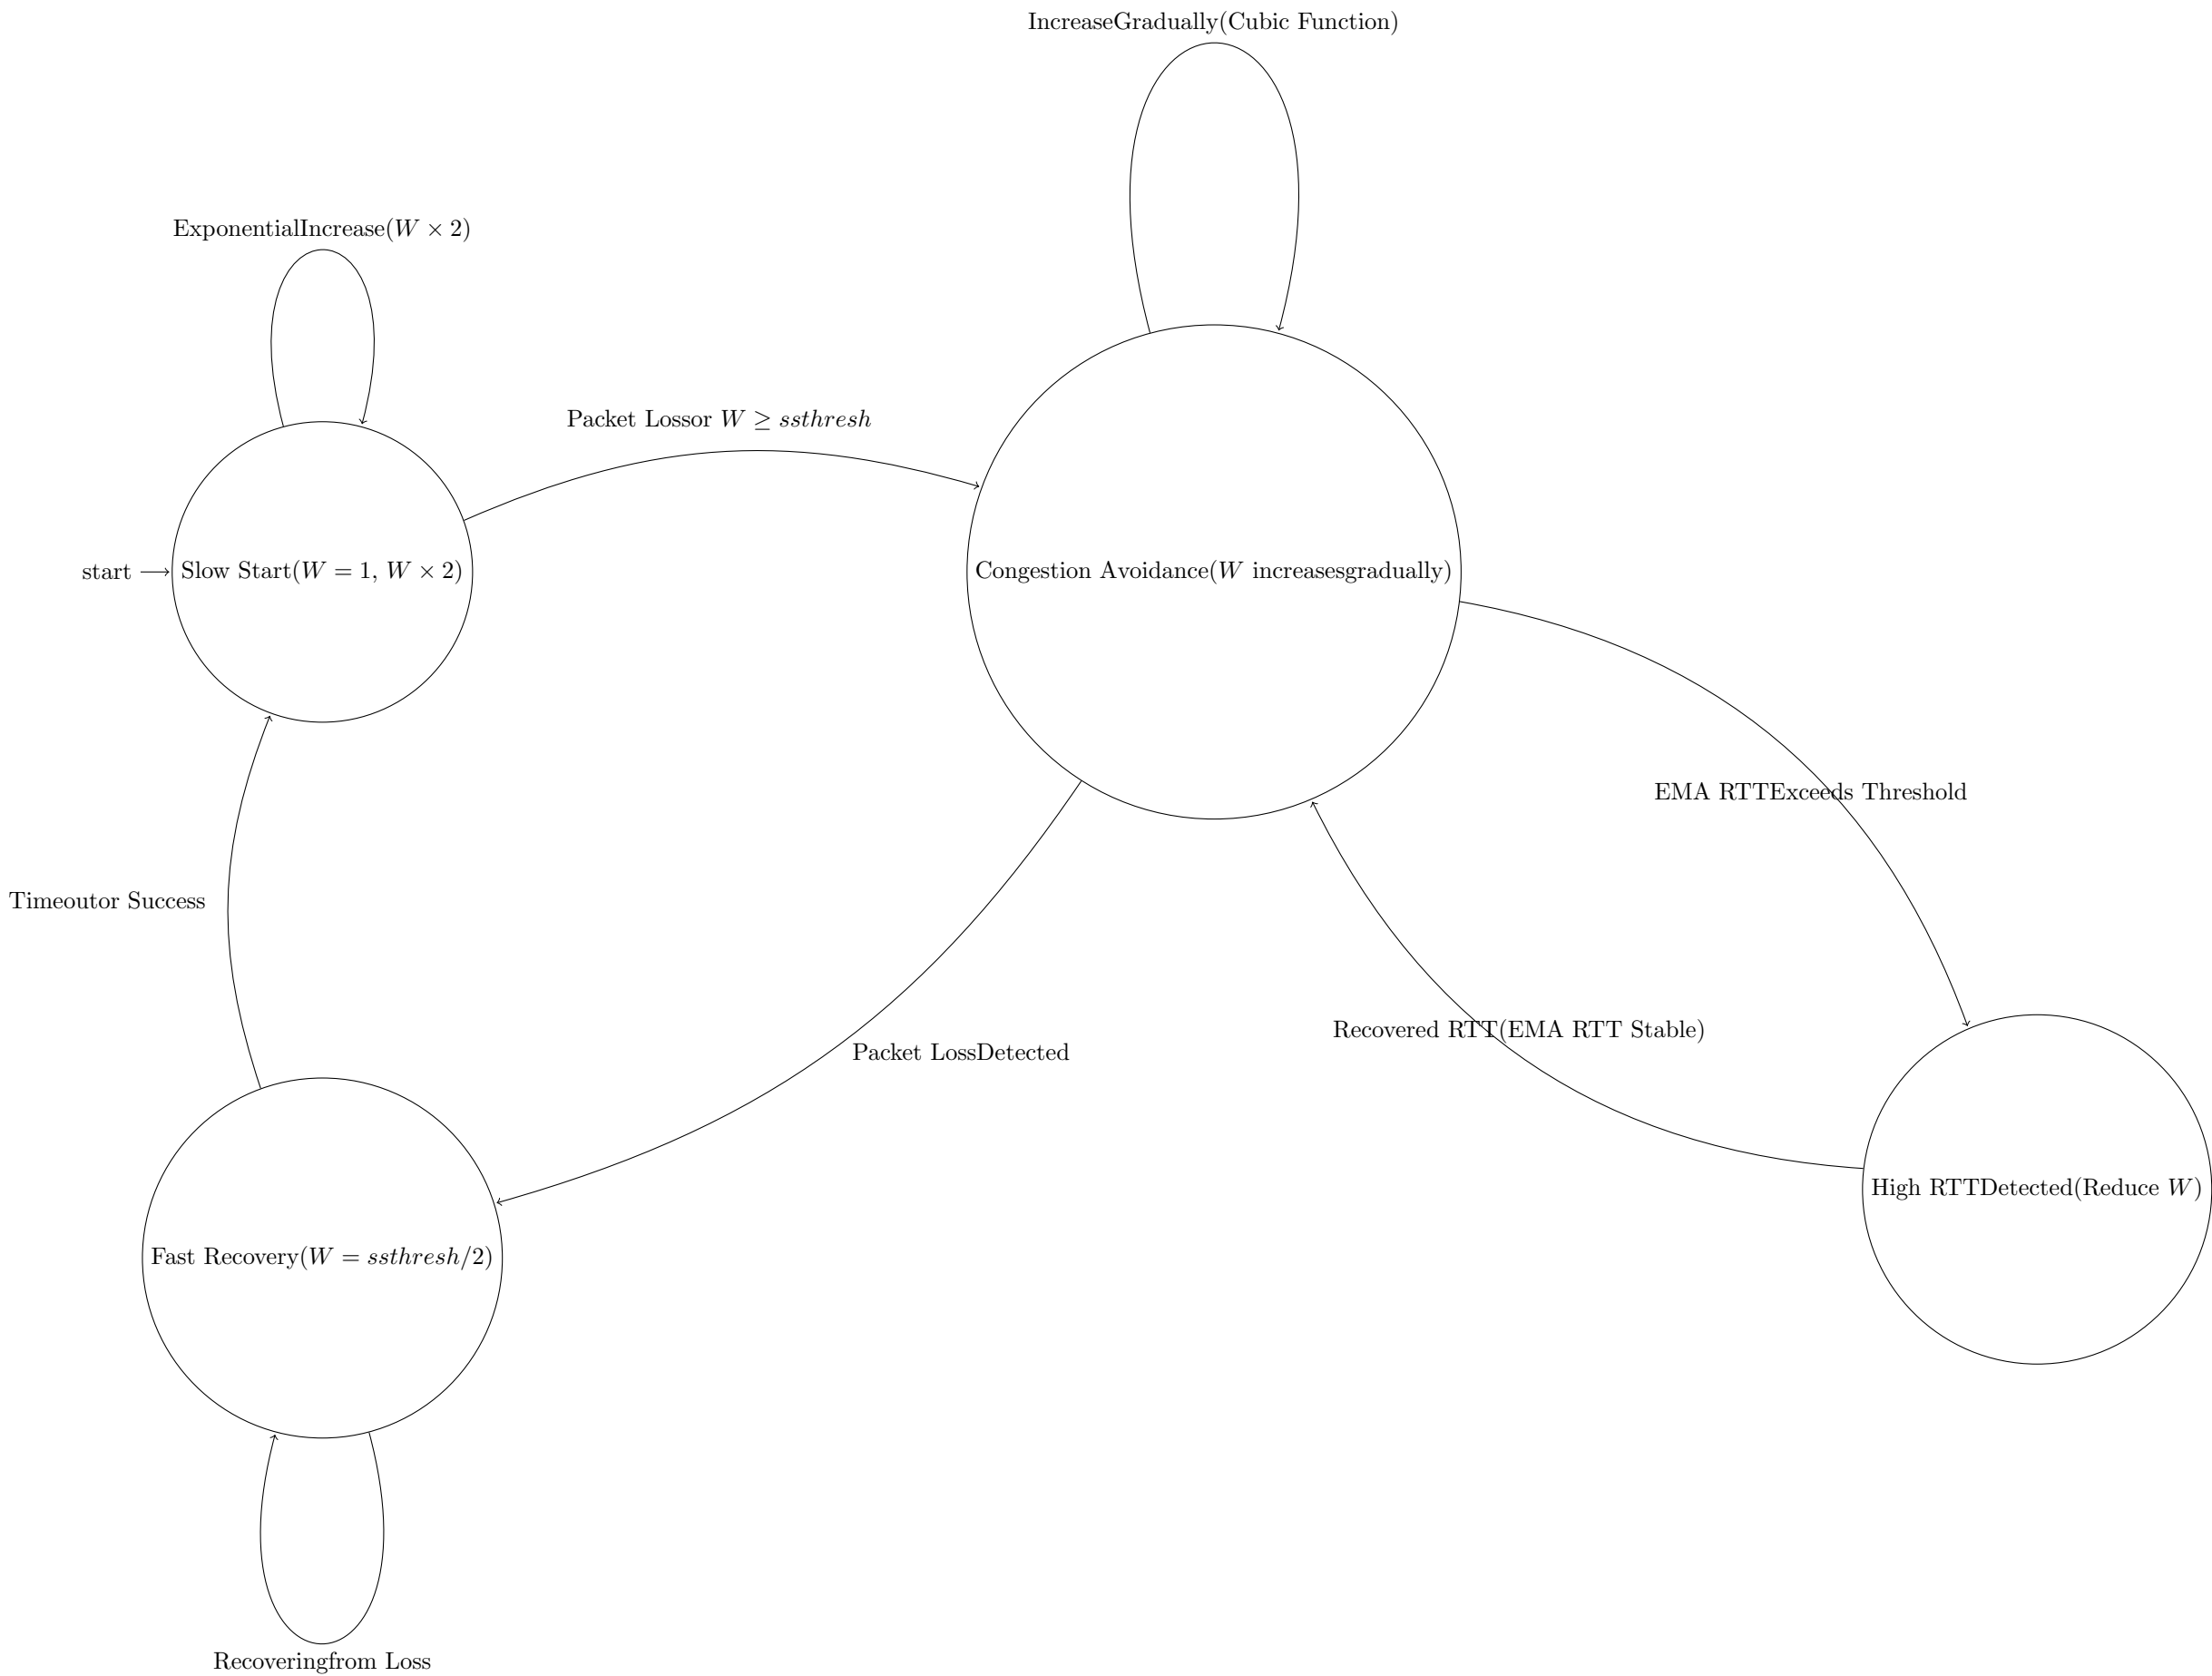 IncreaseGradually(Cubic Function)
ExponentialIncrease(W × 2)
Packet Lossor W ≥ ssthresh
start
Slow Start(W = 1, W × 2)
Congestion Avoidance(W increasesgradually)
EMA RTTExceeds Threshold
Timeoutor Success
Recovered RTT(EMA RTT Stable)
Packet LossDetected
High RTTDetected(Reduce W)
Fast Recovery(W = ssthresh/2)
Recoveringfrom Loss